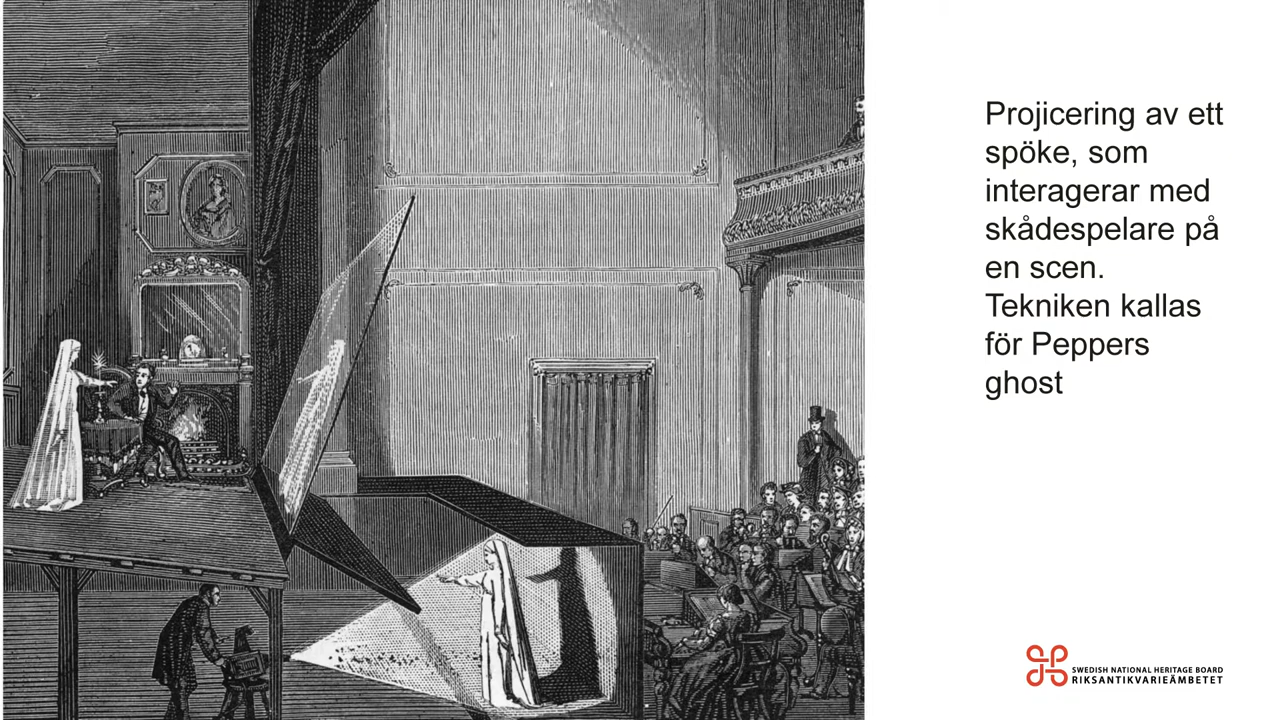 Projicering av ett
spöke, som
interagerar med
skådespelare på
en scen.
Tekniken kallas
för Peppers
ghost
SWEDISH NATIONAL HERITAGE BOARD
RIKSANTIKVARIEÄMBETET